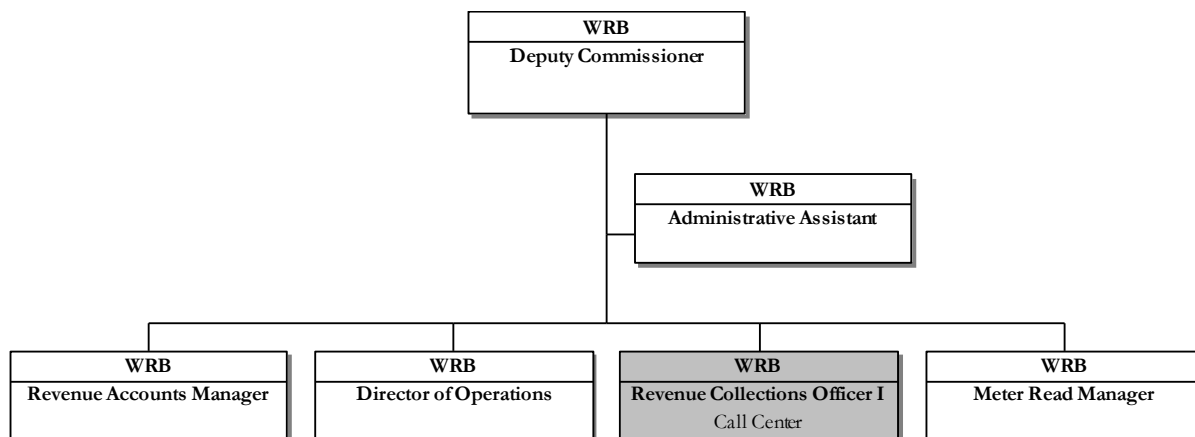 WRB
Deputy Commissioner
WRB
Administrative Assistant
WRB
Revenue Accounts Manager
WRB
Director of Operations
WRB
Revenue Collections Officer I
Call Center
WRB
Meter Read Manager